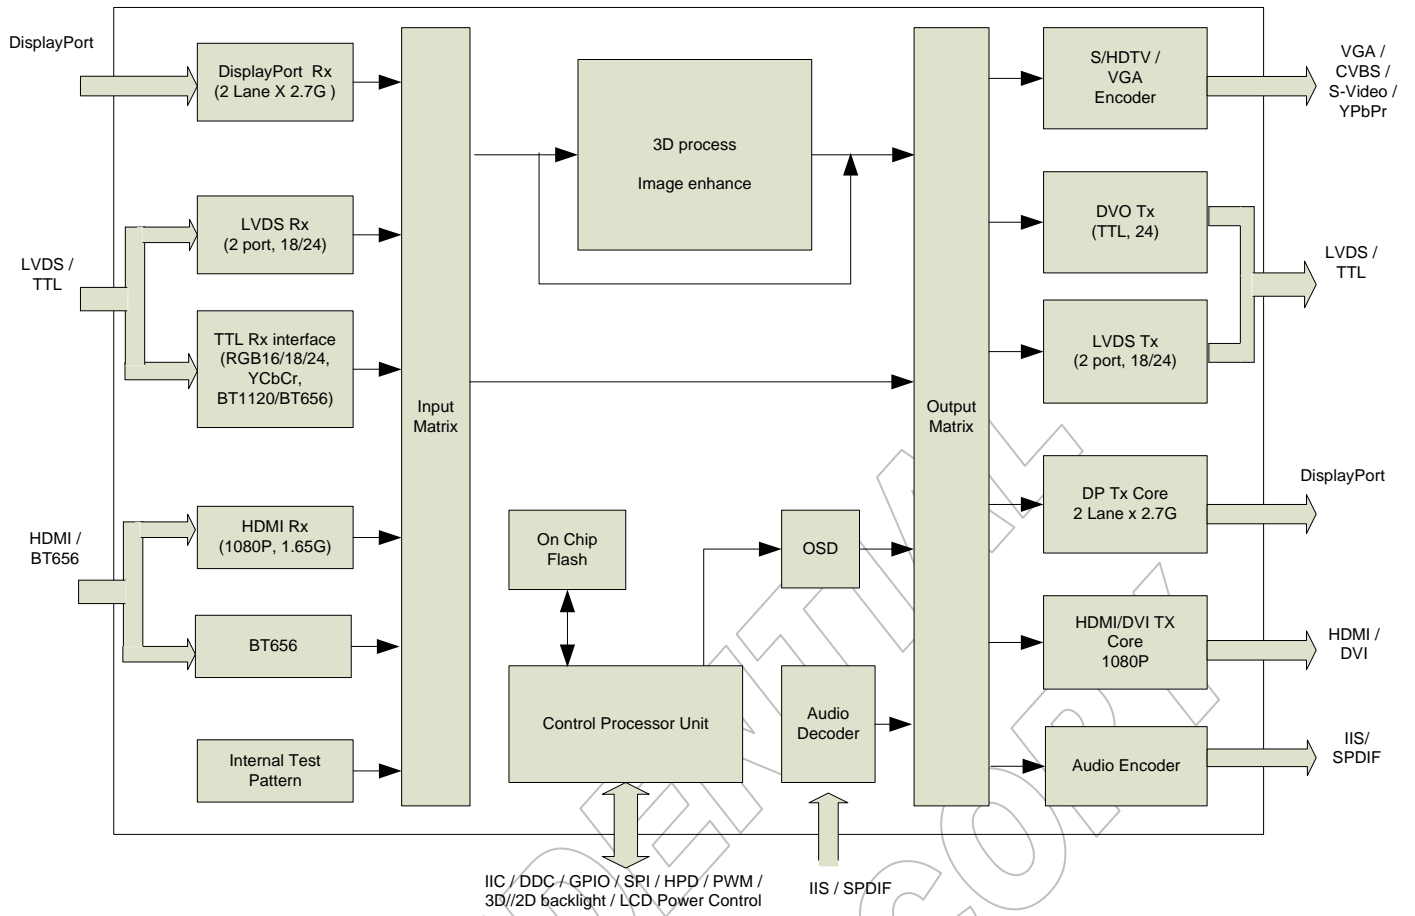 DisplayPort
DisplayPort Rx
(2 Lane X 2.7G )
LVDS /
TTL
LVDS Rx
(2 port, 18/24)
TTL Rx interface
(RGB16/18/24,
YCbCr,
BT1120/BT656)
HDMI /
BT656
HDMI Rx
(1080P, 1.65G)
BT656
Internal Test
Pattern
Input
Matrix
3D process
Image enhance
On Chip
Flash
OSD
Control Processor Unit
Audio
Decoder
IIC / DDC / GPIO / SPI / HPD / PWM /
3D//2D backlight / LCD Power Control
IIS / SPDIF
Output
Matrix
S/HDTV /
VGA
Encoder
VGA /
CVBS /
S-Video /
YPbPr
DVO Tx
(TTL, 24)
LVDS Tx
(2 port, 18/24)
LVDS /
TTL
DP Tx Core
2 Lane x 2.7G
DisplayPort
HDMI/DVI TX
Core
1080P
HDMI /
DVI
Audio Encoder
IIS/
SPDIF
DENTIAL
COPY